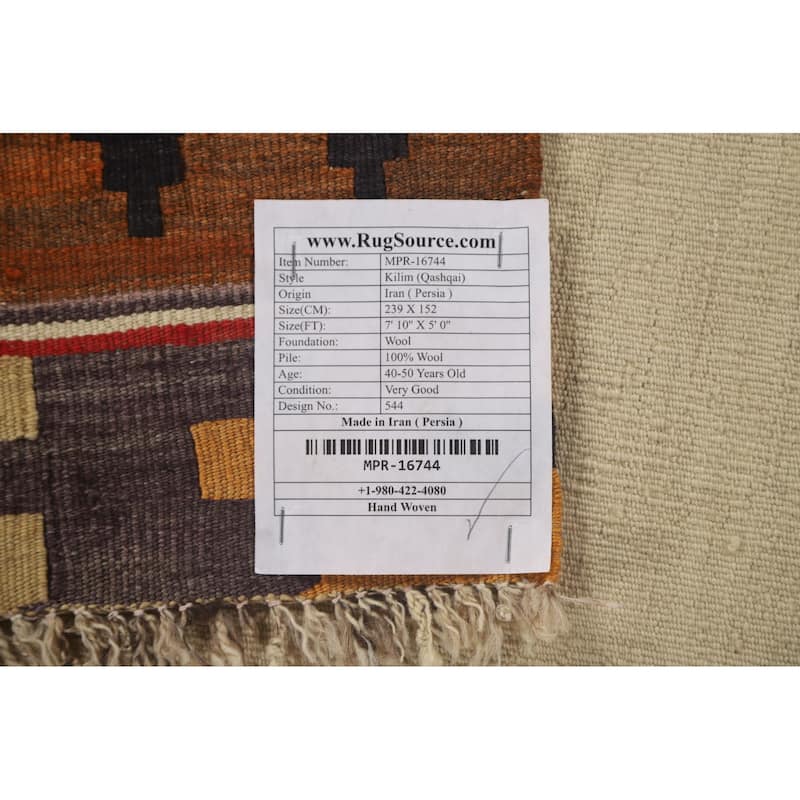 www.RugSource.com
Item Number: MPR-16744
Style Kilim (Qashqai)
Origin Iran ( Persia )
Size(CM): 239 X 152
Size(FT): 7' 10" X 5' 0"
Foundation: Wool
Pile: 100% Wool
Age: 40-50 Years Old
Condition: Very Good
Design No.: 544
Made in Iran ( Persia )
MPR-16744
+1-980-422-4080
Hand Woven